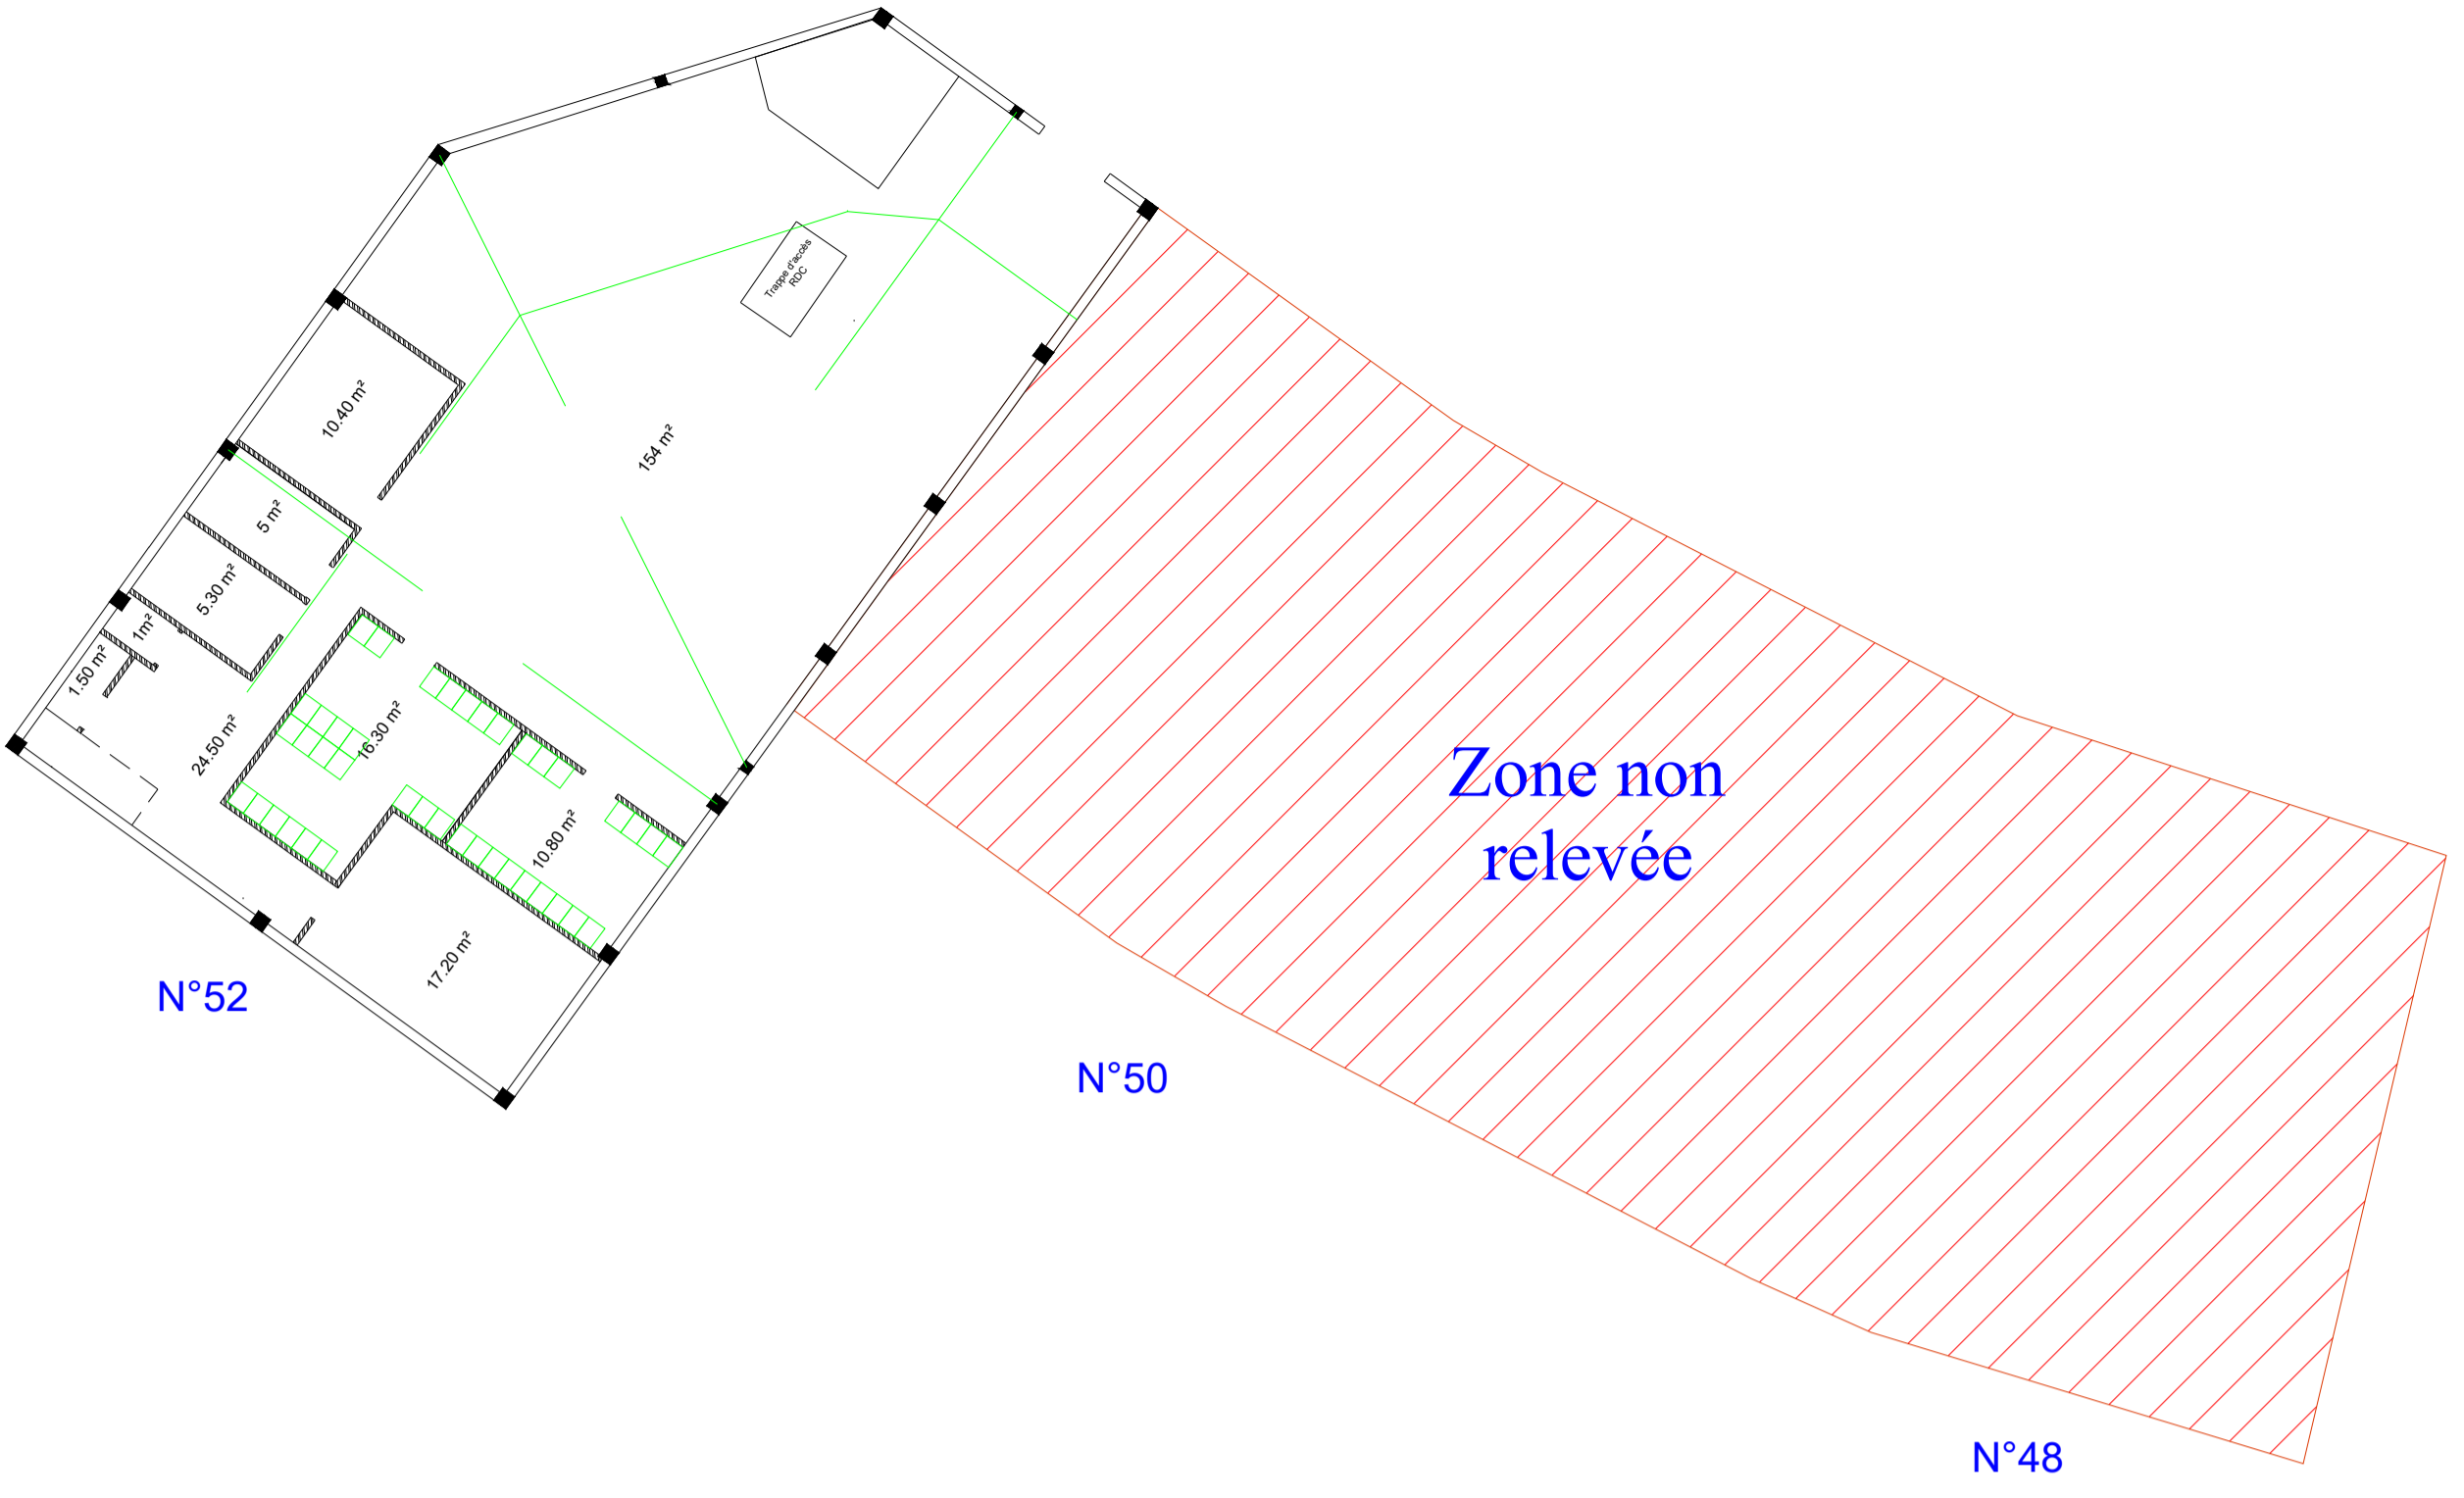 Trappe d'accès
RDC
10.40 m²
154 m²
5 m²
5.30 m²
1m²
1.50 m²
24.50 m²
16.30 m²
10.80 m²
17.20 m²
Zone non
relevée
N°52
N°50
N°48